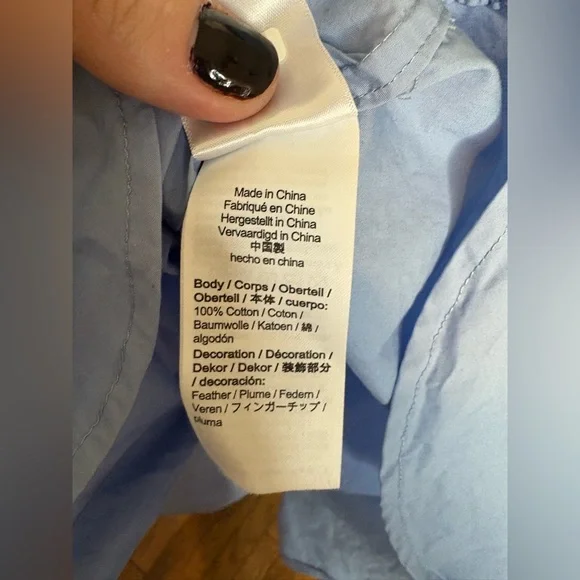 Made in China
Fabriqué en Chine
Hergestellt in China
Vervaardigd in China
中国製
hecho en china
Body / Corps / Oberteil /
Obertell / 本体 / cuerpo:
100% Cotton / Coton /
Baumwolle / Katoen / 綿 /
algodón
Decoration / Décoration /
Dekor / Dekor / 装飾部分
/ decoración:
Feather / Plume / Federn /
Veren / フィンガーチップ /
pluma